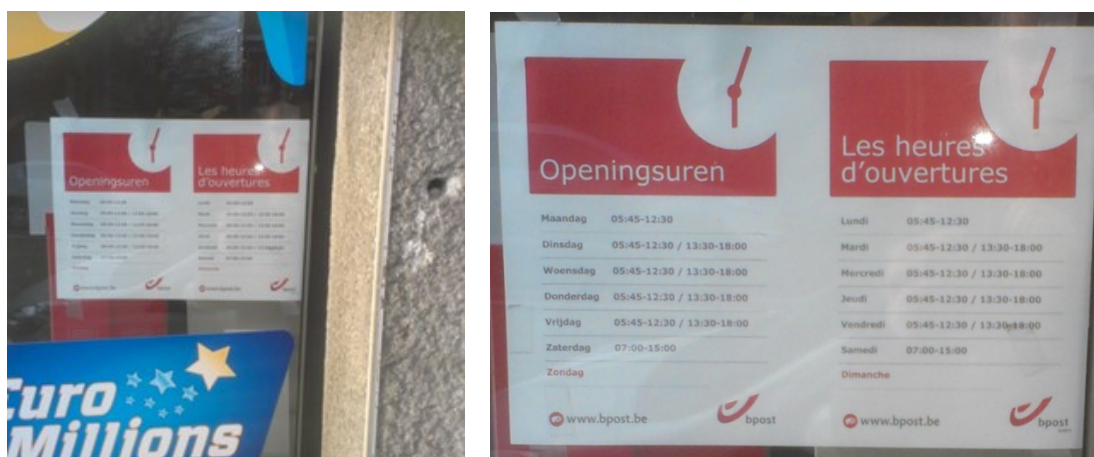 Openingsuren
Les heures
d'ouvertures
Euro
Millions
Openingsuren
Maandag 05:45-12:30
Dinsdag 05:45-12:30 / 13:30-18:00
Woensdag 05:45-12:30 / 13:30-18:00
Donderdag 05:45-12:30 / 13:30-18:00
Vrijdag 05:45-12:30 / 13:30-18:00
Zaterdag 07:00-15:00
Zondag
www.bpost.be
bpost
Les heures
d'ouvertures
Lundi 05:45-12:30
Mardi 05:45-12:30 / 13:30-18:00
Mercredi 05:45-12:30 / 13:30-18:00
Jeudi 05:45-12:30 / 13:30-18:00
Vendredi 05:45-12:30 / 13:30-18:00
Samedi 07:00-15:00
Dimanche
www.bpost.be
bpost